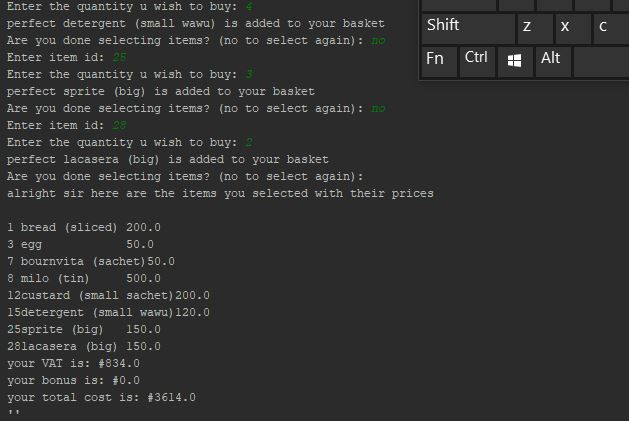 Enter the quantity u wish to buy: 4
perfect detergent (small wawu) is added to your basket
Are you done selecting items? (no to select again): no
Enter item id: 25
Enter the quantity u wish to buy: 3
perfect sprite (big) is added to your basket
Are you done selecting items? (no to select again): no
Enter item id: 28
Enter the quantity u wish to buy: 2
perfect lacasera (big) is added to your basket
Are you done selecting items? (no to select again):
alright sir here are the items you selected with their prices
1 bread (sliced) 200.0
3 egg 50.0
7 bournvita (sachet)50.0
8 milo (tin) 500.0
12custard (small sachet)200.0
15detergent (small wawu)120.0
25sprite (big) 150.0
28lacasera (big) 150.0
your VAT is: #834.0
your bonus is: #0.0
your total cost is: #3614.0
''
Shift z x c
Fn Ctrl Alt